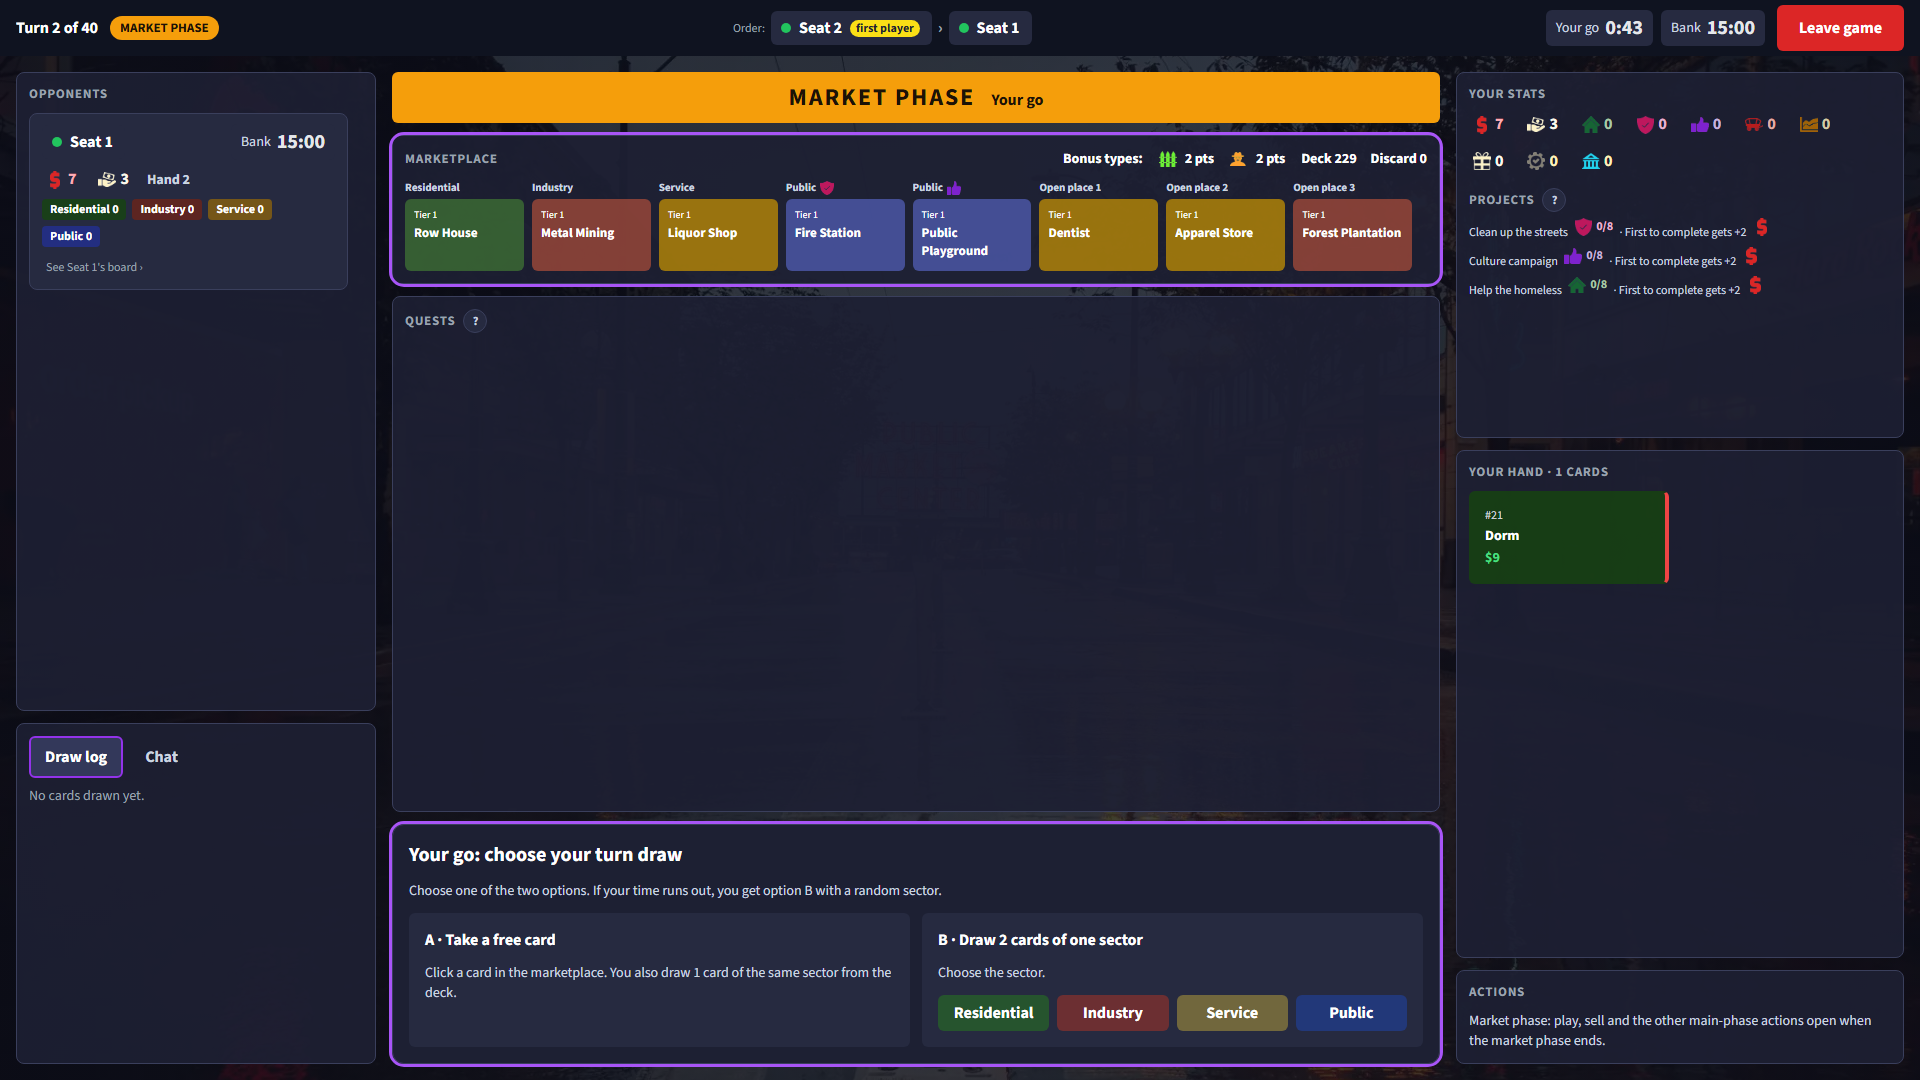 Turn 2 of 40
MARKET PHASE
Order:
Seat 2
first player
›
Seat 1
Your go 0:43
Bank 15:00
Leave game
OPPONENTS
Seat 1
Bank 15:00
7
3
Hand 2
Residential 0
Industry 0
Service 0
Public 0
See Seat 1's board ›
Draw log
Chat
No cards drawn yet.
MARKET PHASE Your go
MARKETPLACE
Bonus types:
2 pts
2 pts
Deck 229
Discard 0
Residential
Tier 1
Row House
Industry
Tier 1
Metal Mining
Service
Tier 1
Liquor Shop
Public
Tier 1
Fire Station
Public
Tier 1
Public
Playground
Open place 1
Tier 1
Dentist
Open place 2
Tier 1
Apparel Store
Open place 3
Tier 1
Forest Plantation
QUESTS ?
Your go: choose your turn draw
Choose one of the two options. If your time runs out, you get option B with a random sector.
A · Take a free card
Click a card in the marketplace. You also draw 1 card of the same sector from the
deck.
B · Draw 2 cards of one sector
Choose the sector.
Residential
Industry
Service
Public
YOUR STATS
7
3
0
0
0
0
0
0
0
0
PROJECTS ?
Clean up the streets 0/8 · First to complete gets +2
Culture campaign 0/8 · First to complete gets +2
Help the homeless 0/8 · First to complete gets +2
YOUR HAND · 1 CARDS
#21
Dorm
$9
ACTIONS
Market phase: play, sell and the other main-phase actions open when
the market phase ends.